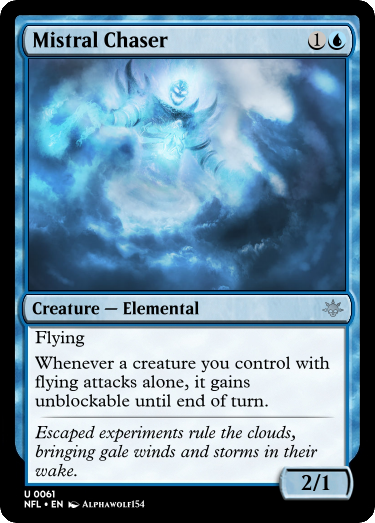 Mistral Chaser 1
Creature — Elemental
Flying
Whenever a creature you control with
flying attacks alone, it gains
unblockable until end of turn.
Escaped experiments rule the clouds,
bringing gale winds and storms in their
wake.
2/1
U 0061
NFL • EN Alphawolf154